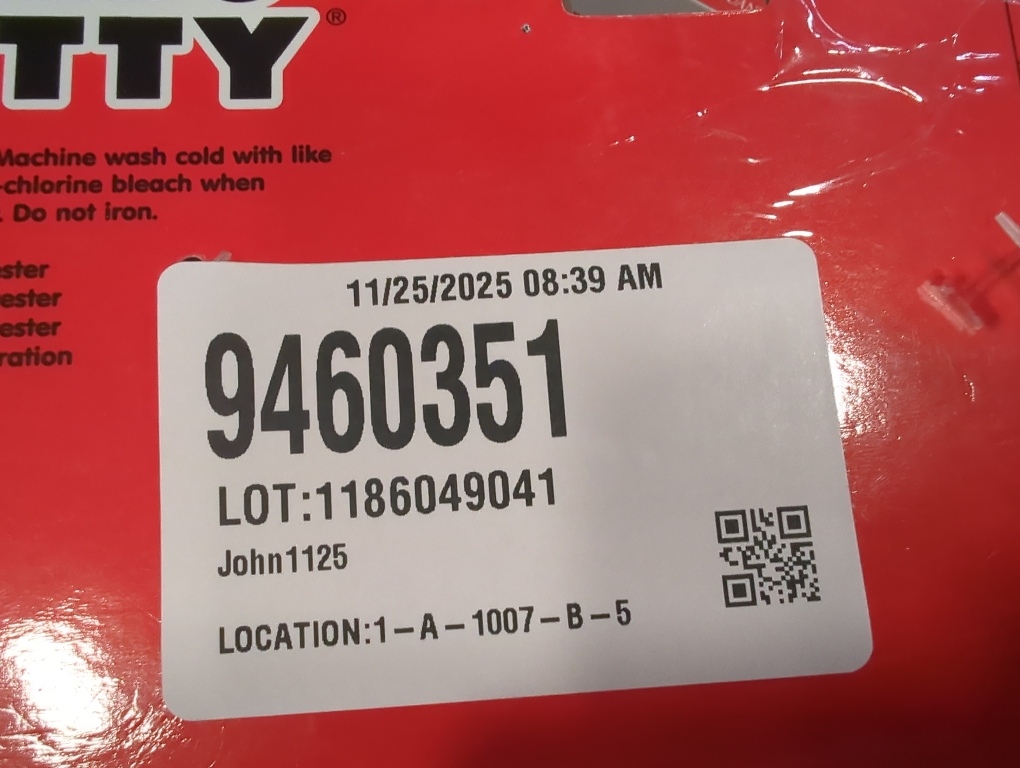 TTY®
Machine wash cold with like
-chlorine bleach when
. Do not iron.
ester
ester
ester
ration
11/25/2025 08:39 AM
9460351
LOT:1186049041
John1125
LOCATION:1-A-1007-B-5